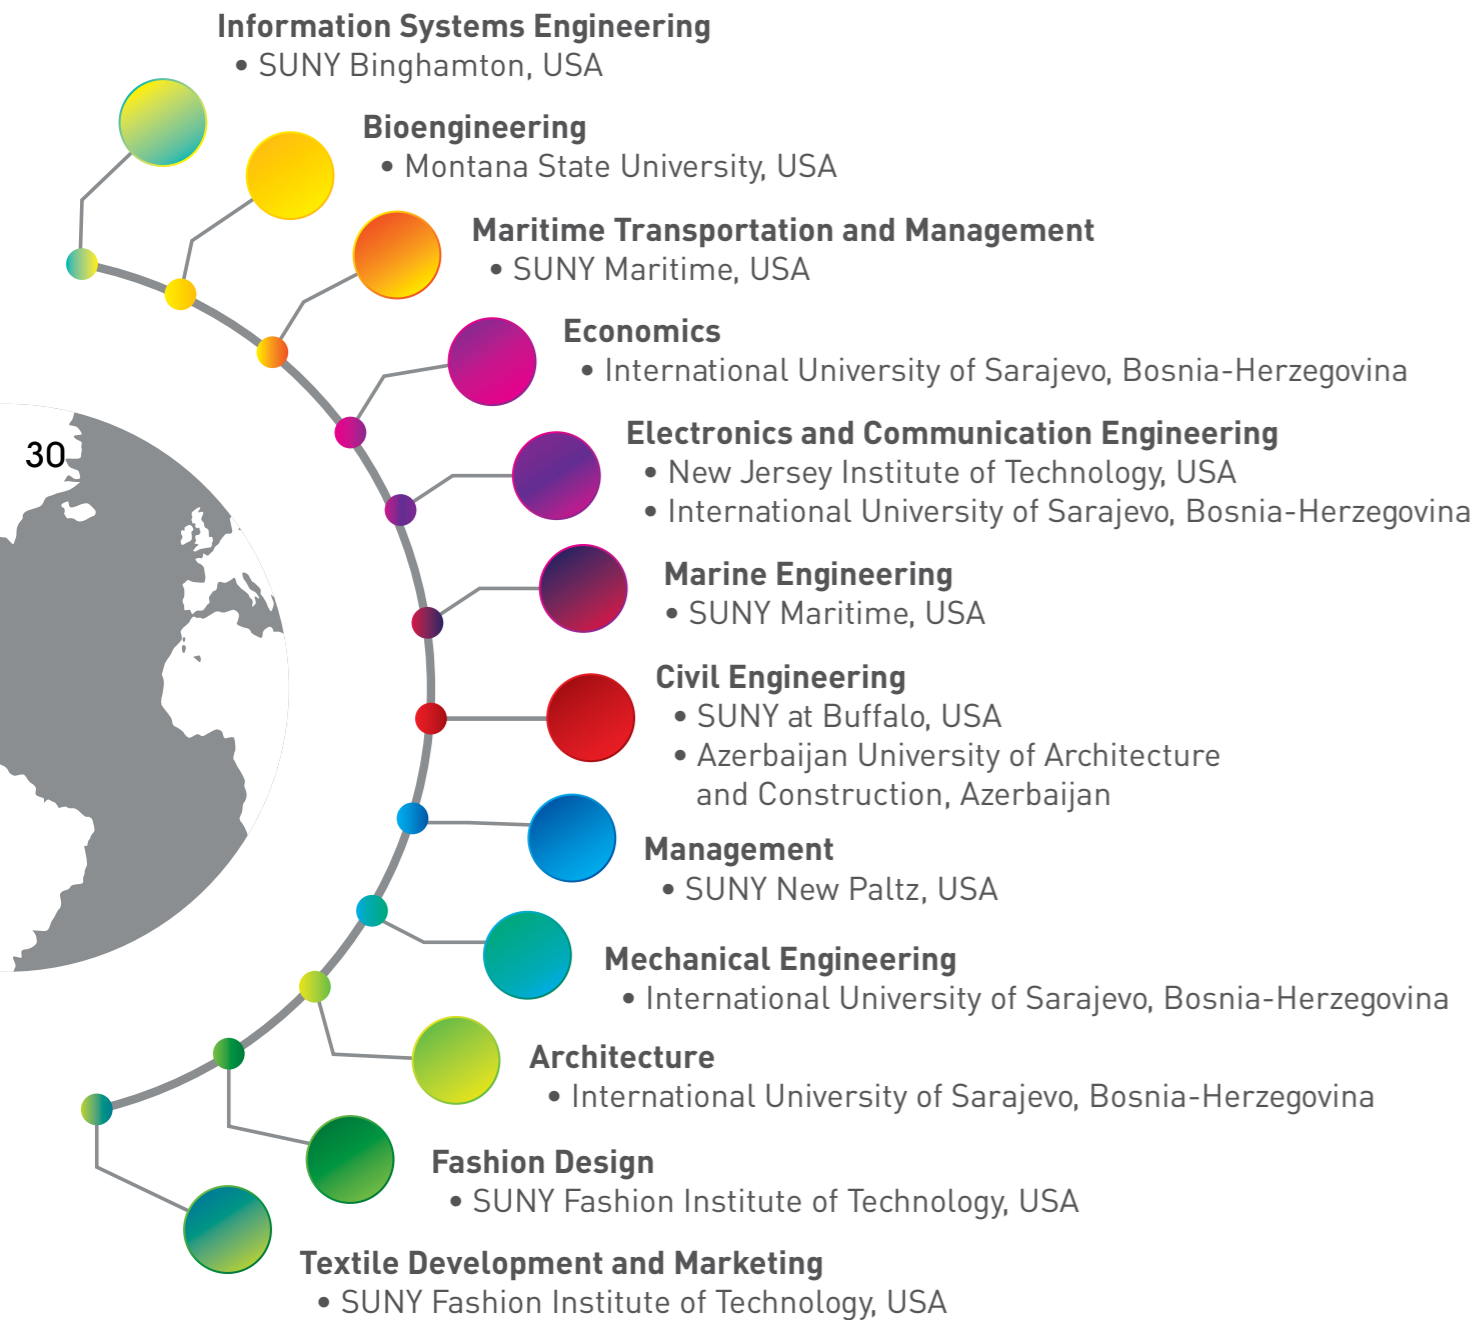 Information Systems Engineering
• SUNY Binghamton, USA
Bioengineering
• Montana State University, USA
Maritime Transportation and Management
• SUNY Maritime, USA
Economics
• International University of Sarajevo, Bosnia-Herzegovina
30
Electronics and Communication Engineering
• New Jersey Institute of Technology, USA
• International University of Sarajevo, Bosnia-Herzegovina
Marine Engineering
• SUNY Maritime, USA
Civil Engineering
• SUNY at Buffalo, USA
• Azerbaijan University of Architecture
and Construction, Azerbaijan
Management
• SUNY New Paltz, USA
Mechanical Engineering
• International University of Sarajevo, Bosnia-Herzegovina
Architecture
• International University of Sarajevo, Bosnia-Herzegovina
Fashion Design
• SUNY Fashion Institute of Technology, USA
Textile Development and Marketing
• SUNY Fashion Institute of Technology, USA